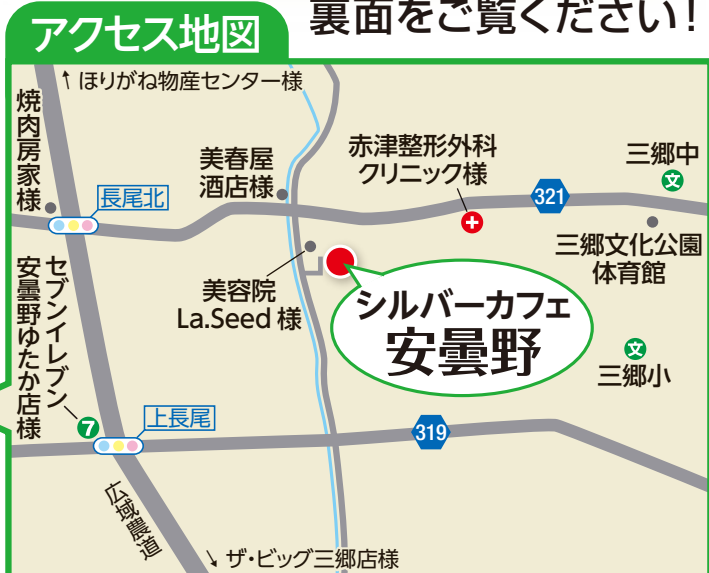 アクセス地図
裏面をご覧ください!
↑ ほりがね物産センター様
焼肉房家様
長尾北
美春屋
酒店様
赤津整形外科
クリニック様
321
三郷中
文
三郷文化公園
体育館
美容院
La.Seed 様
シルバーカフェ
安曇野
文
三郷小
セブンイレブン
安曇野ゆたか店様
7
上長尾
319
広域農道
↘ ザ・ビッグ三郷店様